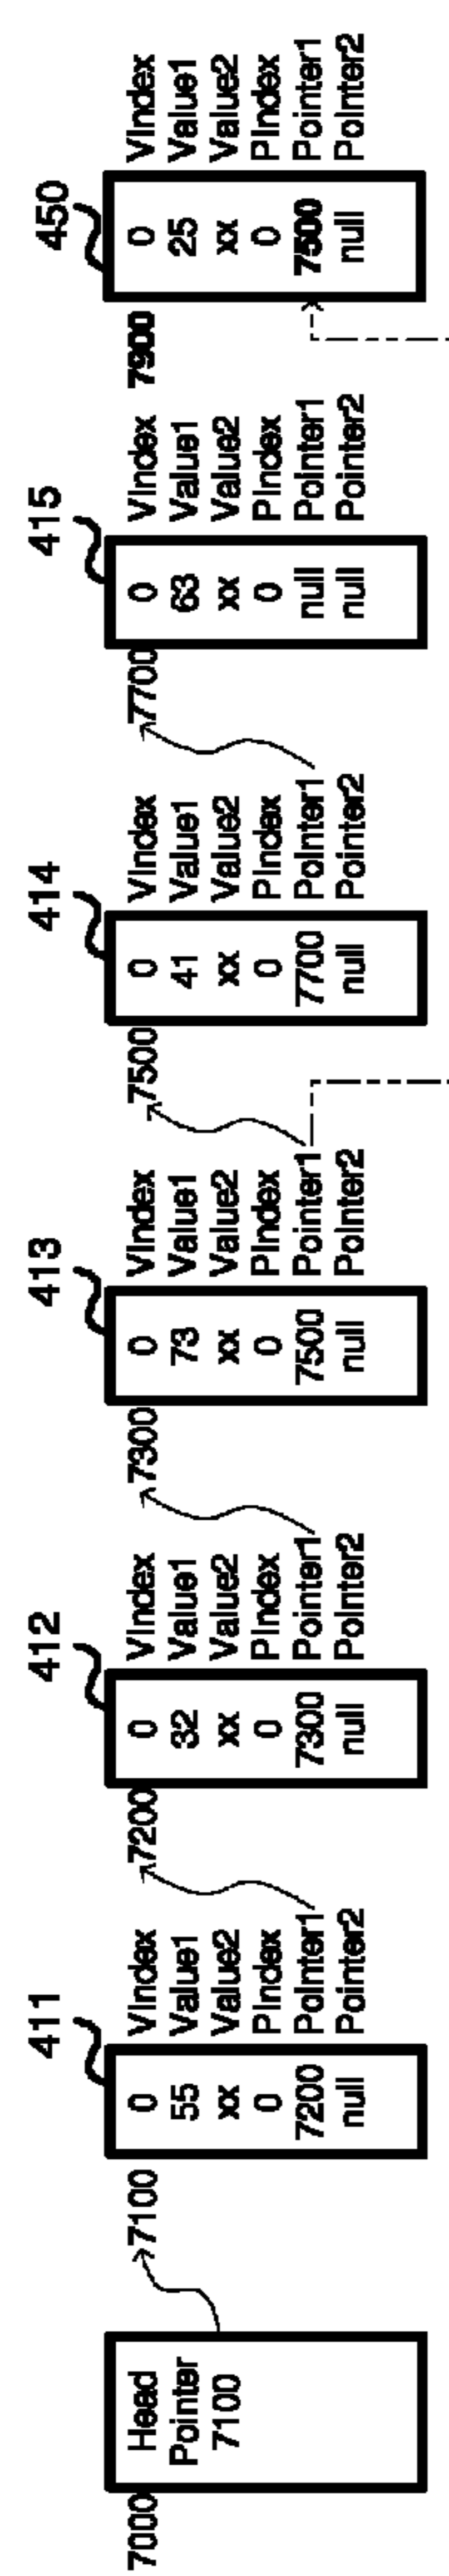 7000
Head
Pointer
7100
411
7100
0 VIndex
55 Value1
xx Value2
0 PIndex
7200 Pointer1
null Pointer2
412
7200
0 VIndex
32 Value1
xx Value2
0 PIndex
7300 Pointer1
null Pointer2
413
7300
0 VIndex
73 Value1
xx Value2
0 PIndex
7500 Pointer1
null Pointer2
414
7500
0 VIndex
41 Value1
xx Value2
0 PIndex
7700 Pointer1
null Pointer2
415
7700
0 VIndex
63 Value1
xx Value2
0 PIndex
null Pointer1
null Pointer2
450
7900
0 VIndex
25 Value1
xx Value2
0 PIndex
7500 Pointer1
null Pointer2